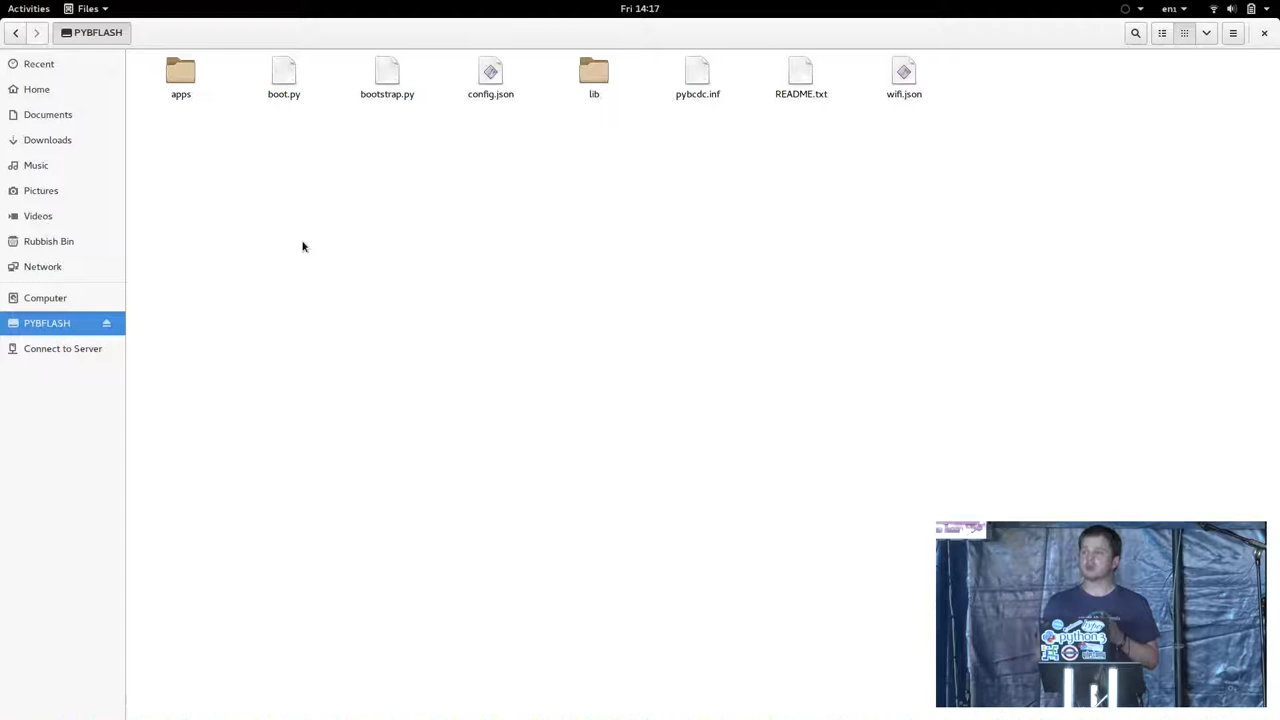 Activities Files Fri 14:17 en1
PYBFLASH
Recent
Home
Documents
Downloads
Music
Pictures
Videos
Rubbish Bin
Network
Computer
PYBFLASH
Connect to Server
apps boot.py bootstrap.py config.json lib pybcdc.inf README.txt wifi.json
python3